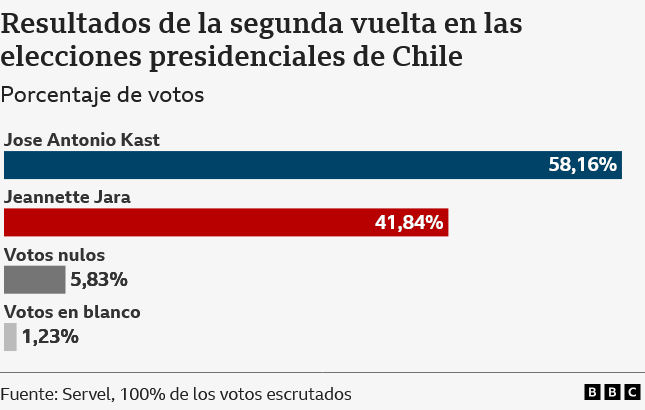 Resultados de la segunda vuelta en las
elecciones presidenciales de Chile
Porcentaje de votos
Jose Antonio Kast
58,16%
Jeannette Jara
41,84%
Votos nulos
5,83%
Votos en blanco
1,23%
Fuente: Servel, 100% de los votos escrutados
BBC